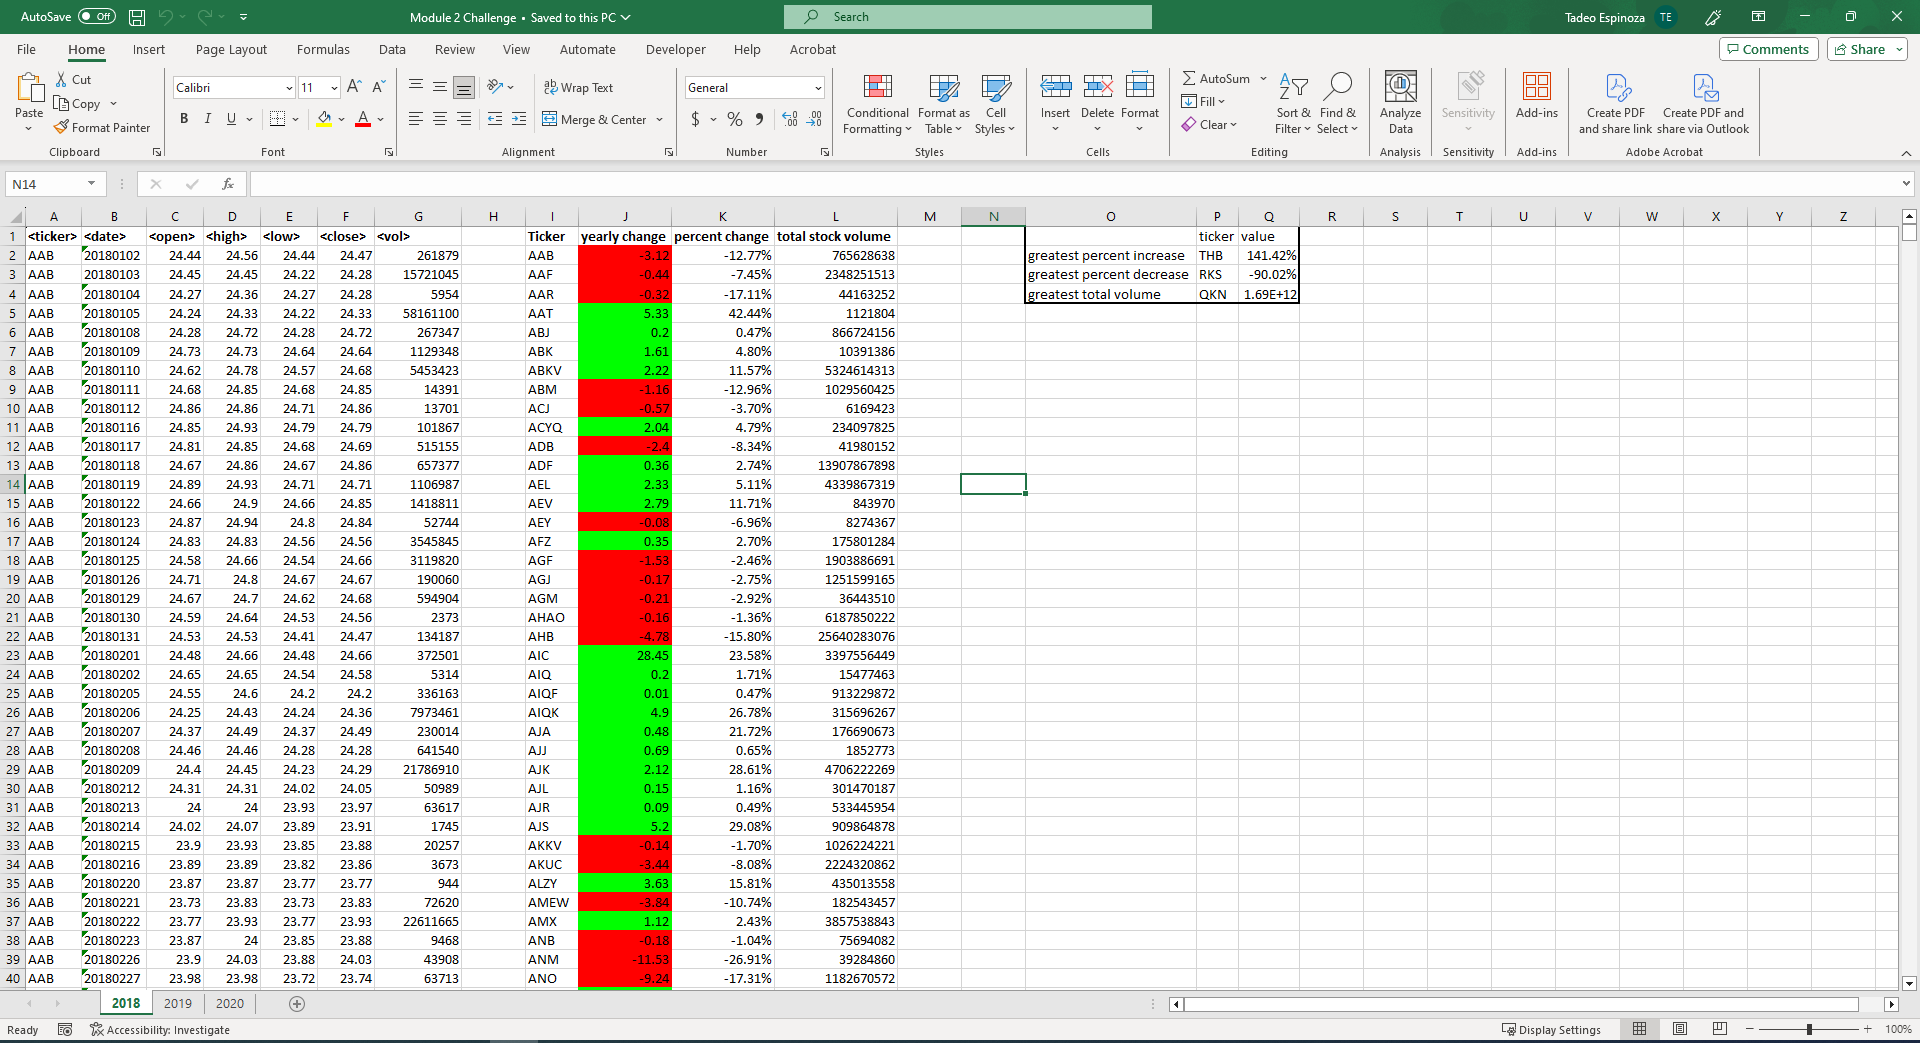 AutoSave Off Module 2 Challenge • Saved to this PC Search Tadeo Espinoza TE
File Home Insert Page Layout Formulas Data Review View Automate Developer Help Acrobat Comments Share
Paste Cut Copy Format Painter Clipboard
Calibri 11 B I U A A Font
Wrap Text Merge & Center Alignment
General $ % Number
Conditional Formatting Format as Table Cell Styles Styles
Insert Delete Format Cells
AutoSum Fill Clear Sort & Filter Find & Select Editing
Analyze Data Analysis
Sensitivity Sensitivity
Add-ins Add-ins
Create PDF and share link Create PDF and share via Outlook Adobe Acrobat
N14 fx
A B C D E F G H I J K L M N O P Q R S T U V W X Y Z
1 <ticker> <date> <open> <high> <low> <close> <vol> Ticker yearly change percent change total stock volume ticker value
2 AAB 20180102 24.44 24.56 24.44 24.47 261879 AAB -3.12 -12.77% 765628638 greatest percent increase THB 141.42%
3 AAB 20180103 24.45 24.45 24.22 24.28 15721045 AAF -0.44 -7.45% 2348251513 greatest percent decrease RKS -90.02%
4 AAB 20180104 24.27 24.36 24.27 24.28 5954 AAR -0.32 -17.11% 44163252 greatest total volume QKN 1.69E+12
5 AAB 20180105 24.24 24.33 24.22 24.33 58161100 AAT 5.33 42.44% 1121804
6 AAB 20180108 24.28 24.72 24.28 24.72 267347 ABJ 0.2 0.47% 866724156
7 AAB 20180109 24.73 24.73 24.64 24.64 1129348 ABK 1.61 4.80% 10391386
8 AAB 20180110 24.62 24.78 24.57 24.68 5453423 ABKV 2.22 11.57% 5324614313
9 AAB 20180111 24.68 24.85 24.68 24.85 14391 ABM -1.16 -12.96% 1029560425
10 AAB 20180112 24.86 24.86 24.71 24.86 13701 ACJ -0.57 -3.70% 6169423
11 AAB 20180116 24.85 24.93 24.79 24.79 101867 ACYQ 2.04 4.79% 234097825
12 AAB 20180117 24.81 24.85 24.68 24.69 515155 ADB -2.4 -8.34% 41980152
13 AAB 20180118 24.67 24.86 24.67 24.86 657377 ADF 0.36 2.74% 13907867898
14 AAB 20180119 24.89 24.93 24.71 24.71 1106987 AEL 2.33 5.11% 4339867319
15 AAB 20180122 24.66 24.9 24.66 24.85 1418811 AEV 2.79 11.71% 843970
16 AAB 20180123 24.87 24.94 24.8 24.84 52744 AEY -0.08 -6.96% 8274367
17 AAB 20180124 24.83 24.83 24.56 24.56 3545845 AFZ 0.35 2.70% 175801284
18 AAB 20180125 24.58 24.66 24.54 24.66 3119820 AGF -1.53 -2.46% 1903886691
19 AAB 20180126 24.71 24.8 24.67 24.67 190060 AGJ -0.17 -2.75% 1251599165
20 AAB 20180129 24.67 24.7 24.62 24.68 594904 AGM -0.21 -2.92% 36443510
21 AAB 20180130 24.59 24.64 24.53 24.56 2373 AHAO -0.16 -1.36% 6187850222
22 AAB 20180131 24.53 24.53 24.41 24.47 134187 AHB -4.78 -15.80% 25640283076
23 AAB 20180201 24.48 24.66 24.48 24.66 372501 AIC 28.45 23.58% 3397556449
24 AAB 20180202 24.65 24.65 24.54 24.58 5314 AIQ 0.2 1.71% 15477463
25 AAB 20180205 24.55 24.6 24.2 24.2 336163 AIQF 0.01 0.47% 913229872
26 AAB 20180206 24.25 24.43 24.24 24.36 7973461 AIQK 4.9 26.78% 315696267
27 AAB 20180207 24.37 24.49 24.37 24.49 230014 AJA 0.48 21.72% 176690673
28 AAB 20180208 24.46 24.46 24.28 24.28 641540 AJJ 0.69 0.65% 1852773
29 AAB 20180209 24.4 24.45 24.23 24.29 21786910 AJK 2.12 28.61% 4706222269
30 AAB 20180212 24.31 24.31 24.02 24.05 50989 AJL 0.15 1.16% 301470187
31 AAB 20180213 24 24 23.93 23.97 63617 AJR 0.09 0.49% 533445954
32 AAB 20180214 24.02 24.07 23.89 23.91 1745 AJS 5.2 29.08% 909864878
33 AAB 20180215 23.9 23.93 23.85 23.88 20257 AKKV -0.14 -1.70% 1026224221
34 AAB 20180216 23.89 23.89 23.82 23.86 3673 AKUC -3.44 -8.08% 2224320862
35 AAB 20180220 23.87 23.87 23.77 23.77 944 ALZY 3.63 15.81% 435013558
36 AAB 20180221 23.73 23.83 23.73 23.83 72620 AMEW -3.84 -10.74% 182543457
37 AAB 20180222 23.77 23.93 23.77 23.93 22611665 AMX 1.12 2.43% 3857538843
38 AAB 20180223 23.87 24 23.85 23.88 9468 ANB -0.18 -1.04% 75694082
39 AAB 20180226 23.9 24.03 23.88 24.03 43908 ANM -11.53 -26.91% 39284860
40 AAB 20180227 23.98 23.98 23.72 23.74 63713 ANO -9.24 -17.31% 1182670572
2018 2019 2020
Ready Accessibility: Investigate Display Settings 100%